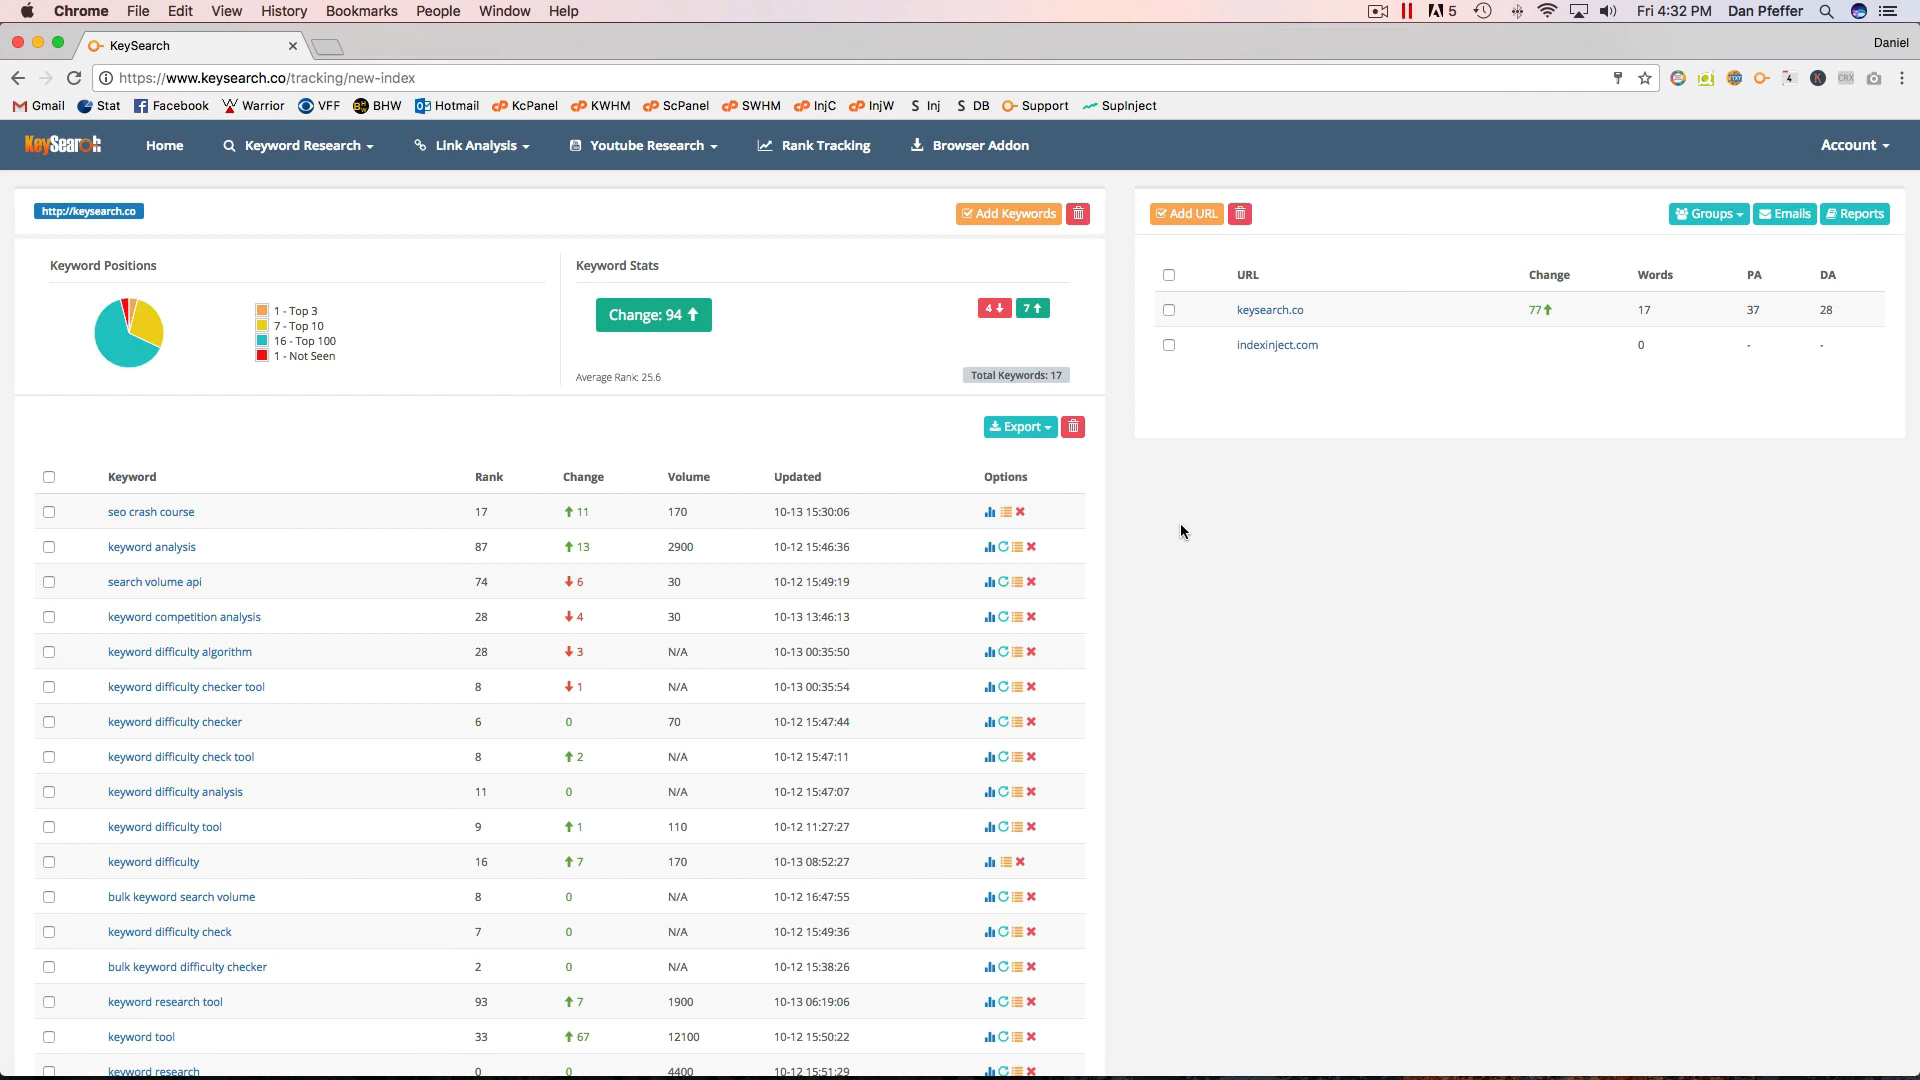 Chrome File Edit View History Bookmarks People Window Help 5 Fri 4:32 PM Dan Pfeffer
KeySearch Daniel
https://www.keysearch.co/tracking/new-index
Gmail Stat Facebook Warrior VFF BHW Hotmail KcPanel KWHM ScPanel SWHM InjC InjW Inj DB Support SupInject
KeySearch Home Keyword Research Link Analysis Youtube Research Rank Tracking Browser Addon Account
http://keysearch.co Add Keywords
Keyword Positions
1 - Top 3
7 - Top 10
16 - Top 100
1 - Not Seen
Keyword Stats
Change: 94 4 7
Average Rank: 25.6 Total Keywords: 17
Export
Keyword Rank Change Volume Updated Options
seo crash course 17 11 170 10-13 15:30:06
keyword analysis 87 13 2900 10-12 15:46:36
search volume api 74 6 30 10-12 15:49:19
keyword competition analysis 28 4 30 10-13 13:46:13
keyword difficulty algorithm 28 3 N/A 10-13 00:35:50
keyword difficulty checker tool 8 1 N/A 10-13 00:35:54
keyword difficulty checker 6 0 70 10-12 15:47:44
keyword difficulty check tool 8 2 N/A 10-12 15:47:11
keyword difficulty analysis 11 0 N/A 10-12 15:47:07
keyword difficulty tool 9 1 110 10-12 11:27:27
keyword difficulty 16 7 170 10-13 08:52:27
bulk keyword search volume 8 0 N/A 10-12 16:47:55
keyword difficulty check 7 0 N/A 10-12 15:49:36
bulk keyword difficulty checker 2 0 N/A 10-12 15:38:26
keyword research tool 93 7 1900 10-13 06:19:06
keyword tool 33 67 12100 10-12 15:50:22
keyword research 0 0 4400 10-12 15:51:29
Add URL Groups Emails Reports
URL Change Words PA DA
keysearch.co 77 17 37 28
indexinject.com 0 - -